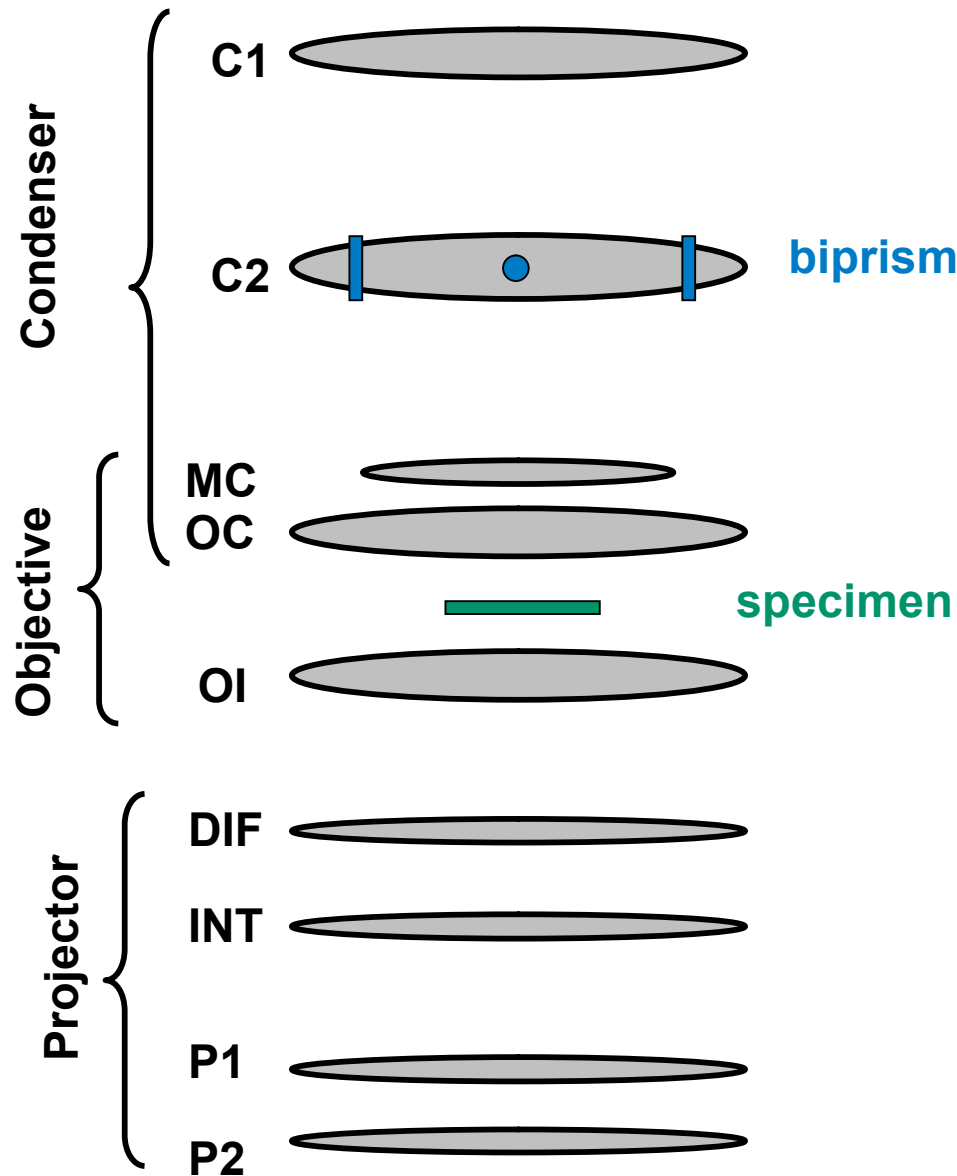 Condenser
C1
C2
biprism
Objective
MC
OC
specimen
OI
Projector
DIF
INT
P1
P2